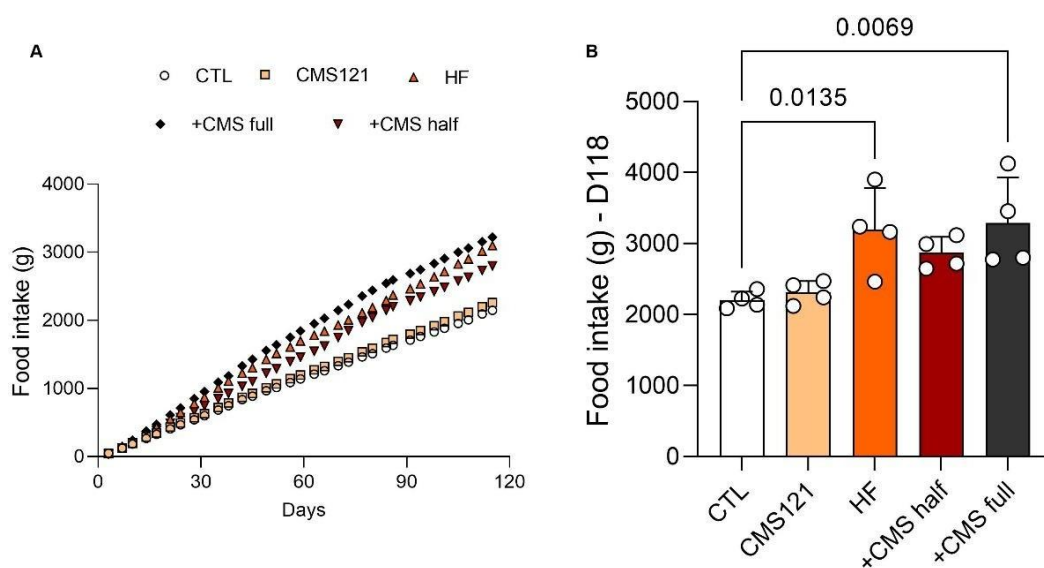 A
CTL
CMS121
HF
+CMS full
+CMS half
4000
3000
2000
1000
0
Food intake (g)
0
30
60
90
120
Days
B
0.0069
0.0135
5000
4000
3000
2000
1000
0
Food intake (g) - D118
CTL
CMS121
HF
+CMS half
+CMS full